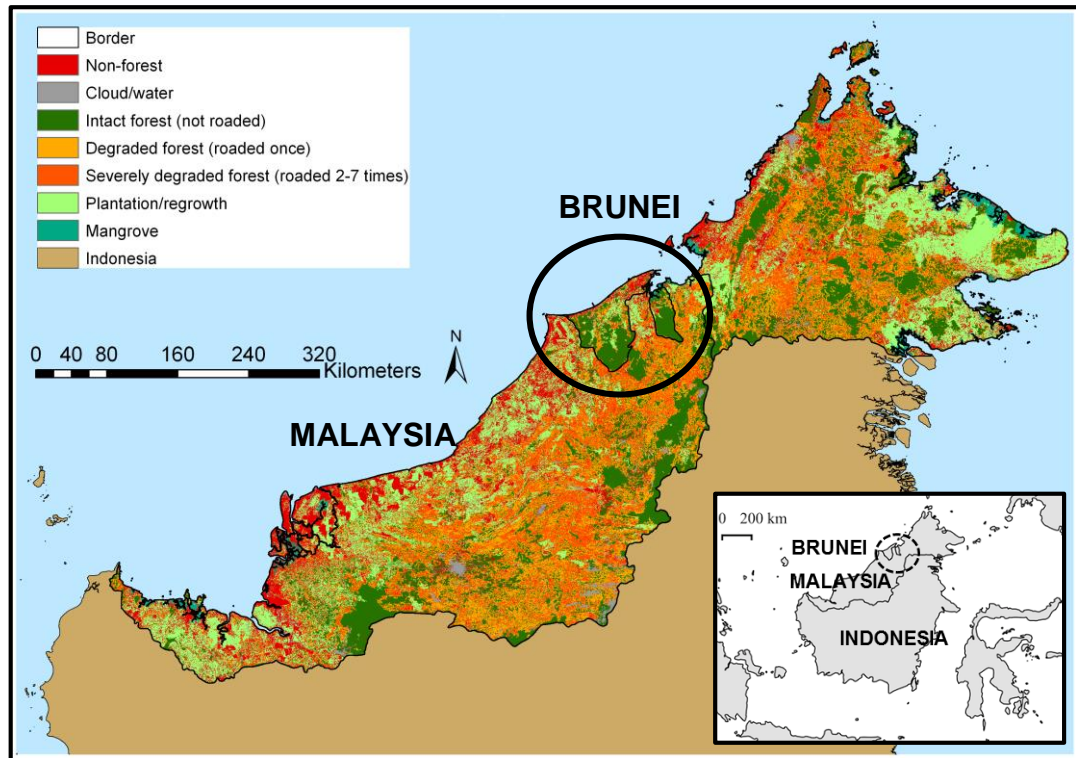 Border
Non-forest
Cloud/water
Intact forest (not roaded)
Degraded forest (roaded once)
Severely degraded forest (roaded 2-7 times)
Plantation/regrowth
Mangrove
Indonesia
BRUNEI
N
0 40 80 160 240 320
Kilometers
MALAYSIA
0 200 km
BRUNEI
MALAYSIA
INDONESIA